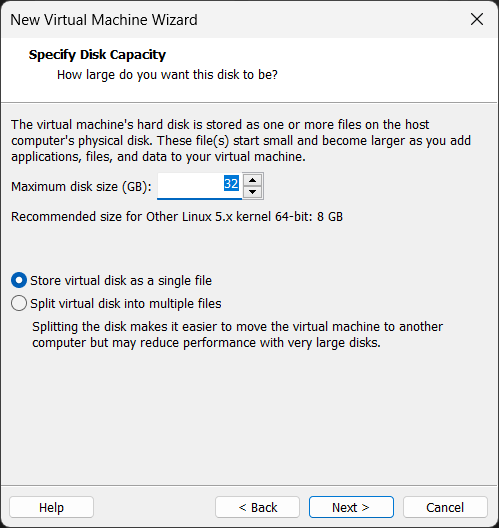 New Virtual Machine Wizard
Specify Disk Capacity
How large do you want this disk to be?
The virtual machine's hard disk is stored as one or more files on the host
computer's physical disk. These file(s) start small and become larger as you add
applications, files, and data to your virtual machine.
Maximum disk size (GB): 32
Recommended size for Other Linux 5.x kernel 64-bit: 8 GB
Store virtual disk as a single file
Split virtual disk into multiple files
Splitting the disk makes it easier to move the virtual machine to another
computer but may reduce performance with very large disks.
Help < Back Next > Cancel